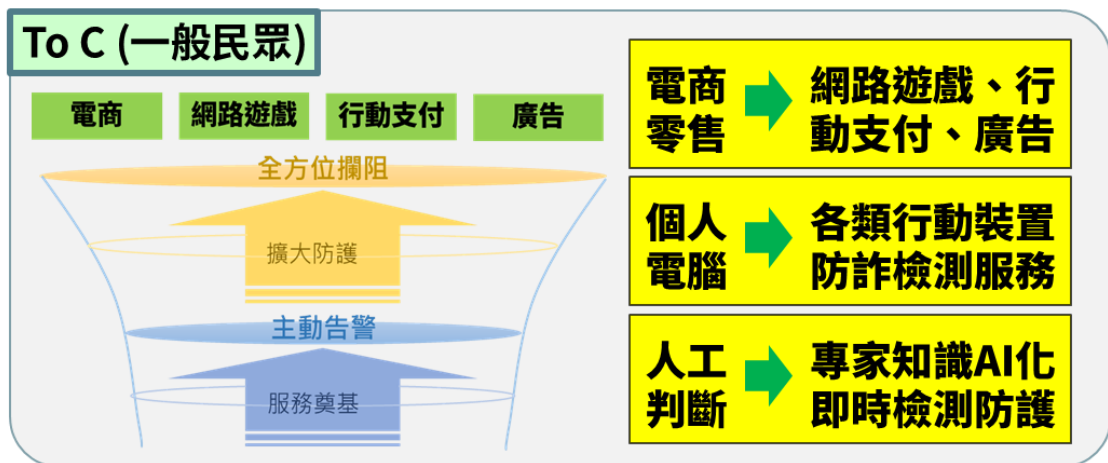 To C (一般民眾)
電商
網路遊戲
行動支付
廣告
全方位攔阻
擴大防護
主動告警
服務奠基
電商
零售
網路遊戲、行
動支付、廣告
個人
電腦
各類行動裝置
防詐檢測服務
人工
判斷
專家知識AI化
即時檢測防護